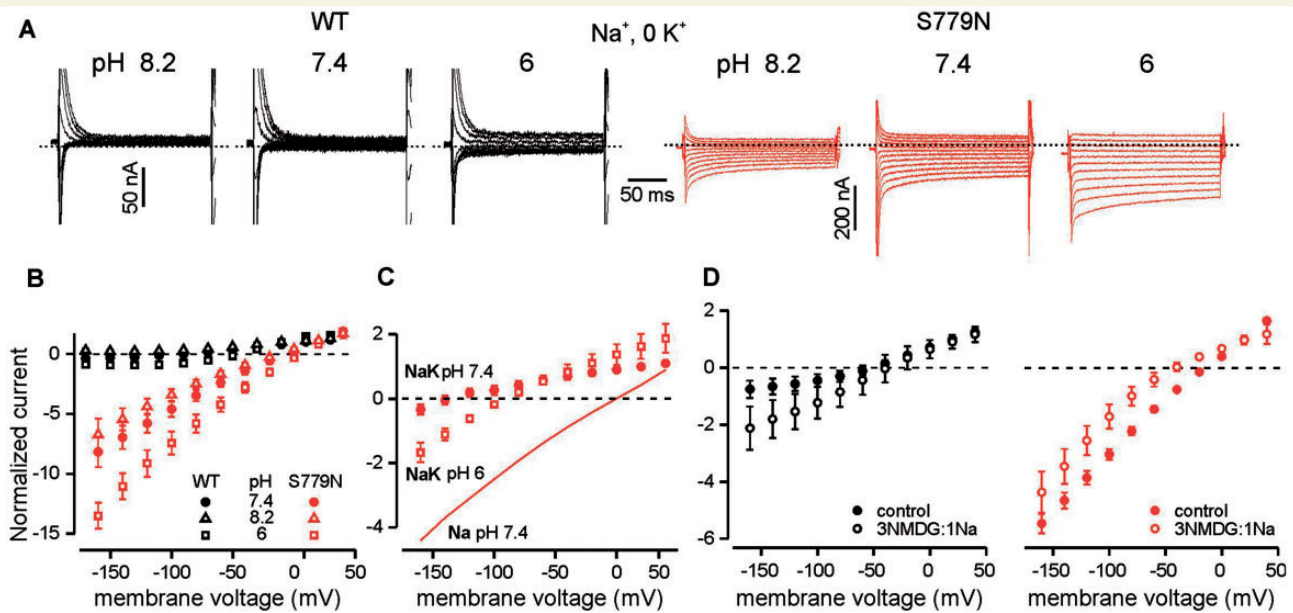 A
WT
Na⁺, 0 K⁺
S779N
pH 8.2
7.4
6
pH 8.2
7.4
6
50 nA
50 ms
200 nA
B
C
D
Normalized current
0
-5
-10
-15
WT pH S779N
7.4
8.2
6
-150 -100 -50 0 50
membrane voltage (mV)
2
0
-2
-4
NaK pH 7.4
NaK pH 6
Na pH 7.4
-150 -100 -50 0 50
membrane voltage (mV)
2
0
-2
-4
-6
control
3NMDG:1Na
-150 -100 -50 0 50
membrane voltage (mV)
control
3NMDG:1Na
-150 -100 -50 0 50
membrane voltage (mV)